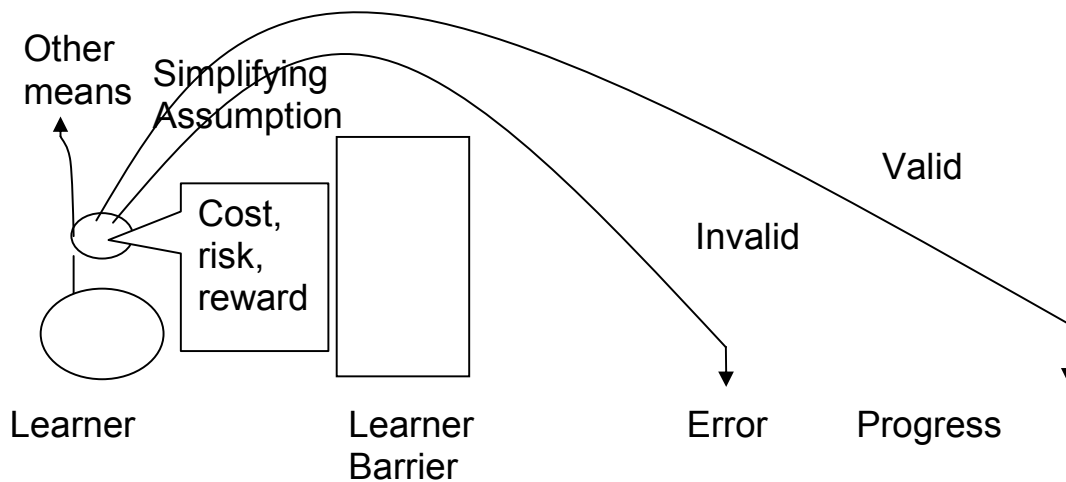 Other
means
Simplifying
Assumption
Valid
Cost,
risk,
reward
Invalid
Learner
Learner
Barrier
Error
Progress